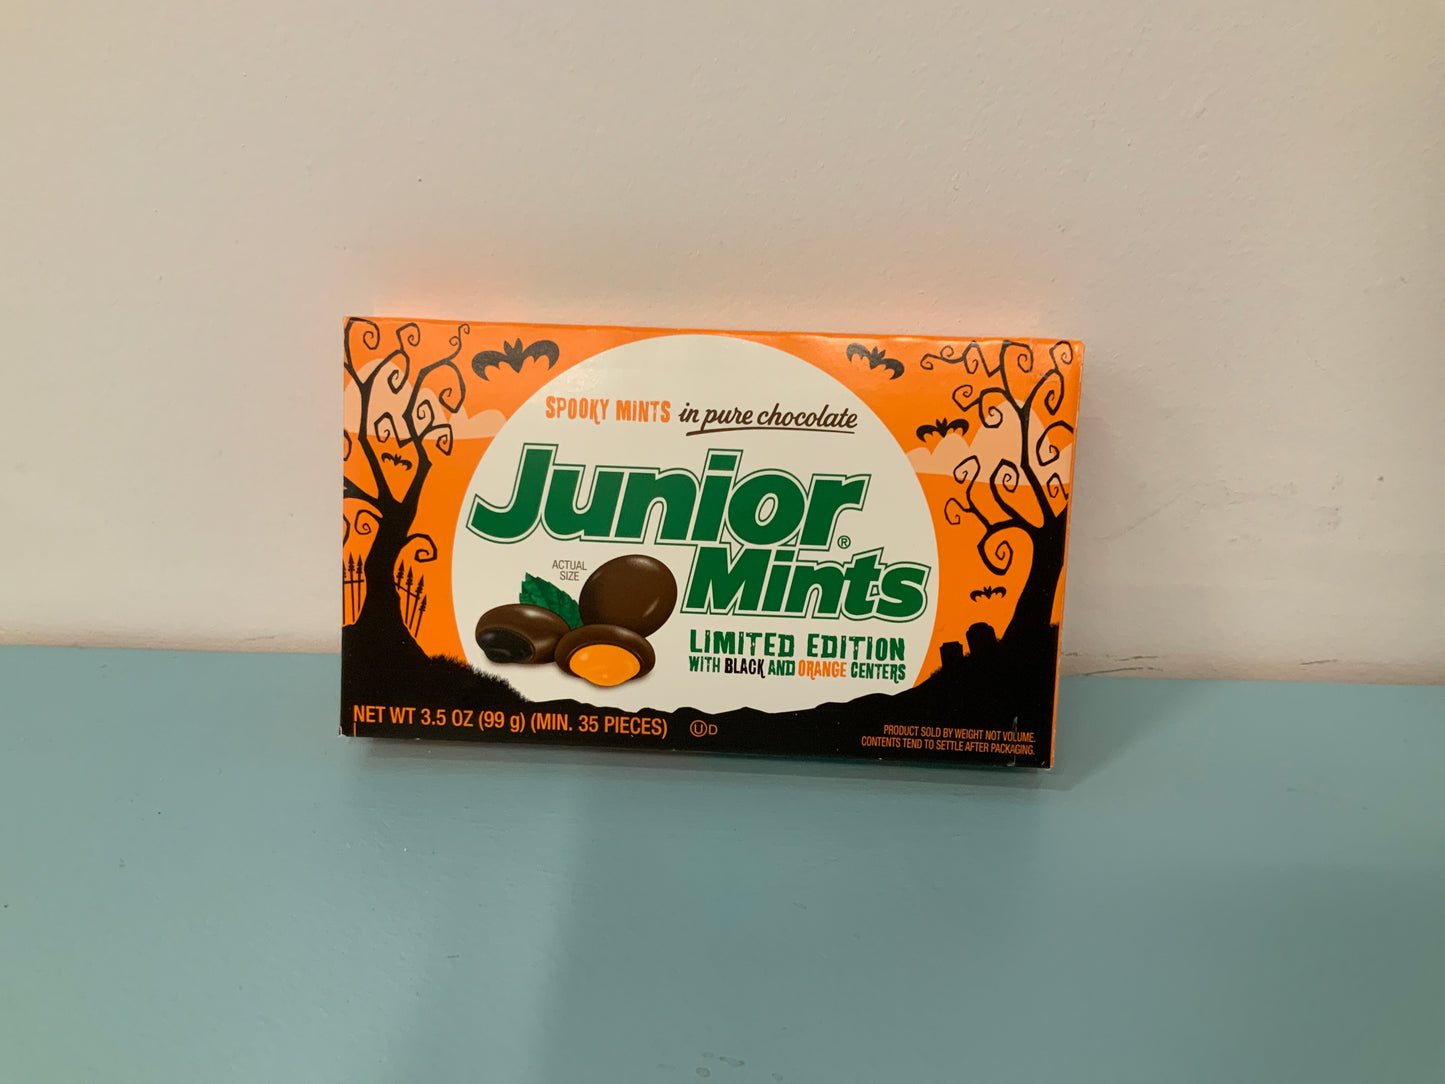 SPOOKY MINTS in pure chocolate
Junior
Mints®
ACTUAL
SIZE
LIMITED EDITION
WITH BLACK AND ORANGE CENTERS
NET WT 3.5 OZ (99 g) (MIN. 35 PIECES) U D
PRODUCT SOLD BY WEIGHT NOT VOLUME.
CONTENTS TEND TO SETTLE AFTER PACKAGING.